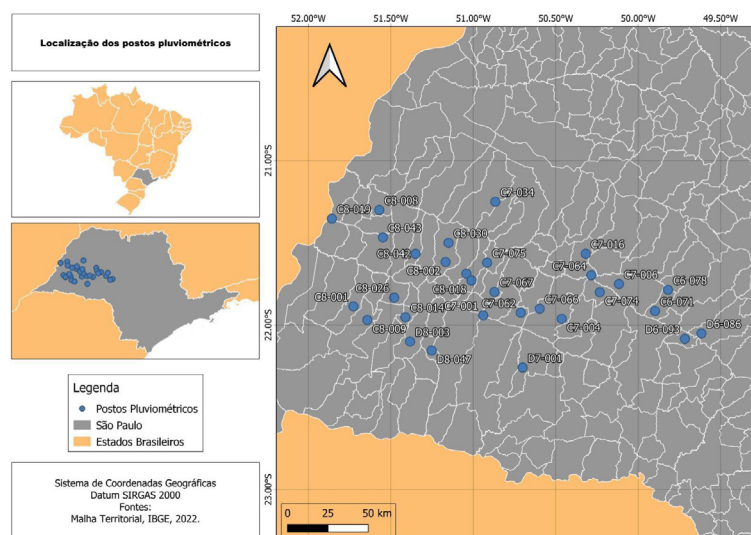 Localização dos postos pluviométricos
Legenda
Postos Pluviométricos
São Paulo
Estados Brasileiros
Sistema de Coordenadas Geográficas
Datum SIRGAS 2000
Fontes:
Malha Territorial, IBGE, 2022.
52.00°S 51.50°S 51.00°S 50.50°S 50.00°S 49.50°S
21.00°S
22.00°S
23.00°S
C7-034
C8-008
C8-019
C8-043
C8-030
C8-042
C7-016
C7-075
C8-002
C7-064
C7-006
C6-078
C8-018
C7-067
C8-026
C8-001
C7-074
C8-014
C7-001
C7-062
C7-066
C6-071
C8-009
C7-004
D6-093
D6-086
D8-003
D8-047
D7-001
0 25 50 km